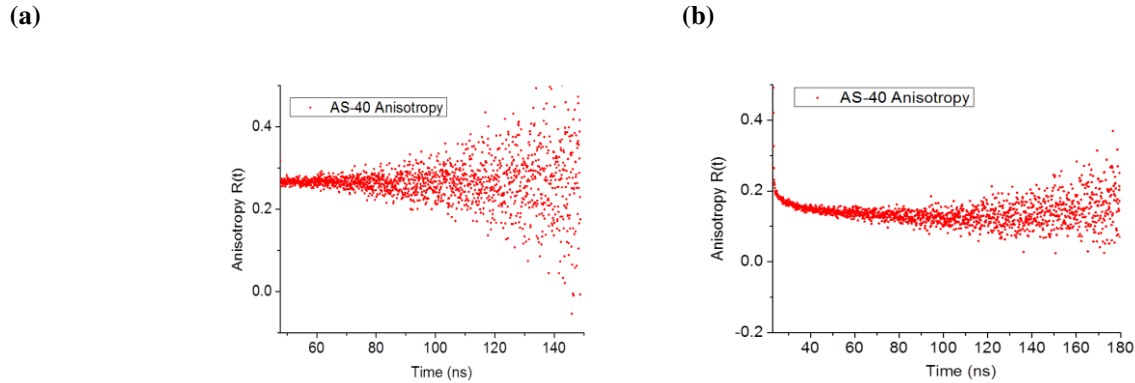 (a) (b)
AS-40 Anisotropy
0.4
0.2
0.0
Anisotropy R(t)
60 80 100 120 140
Time (ns)
AS-40 Anisotropy
0.4
0.2
0.0
-0.2
Anisotropy R(t)
40 60 80 100 120 140 160 180
Time (ns)